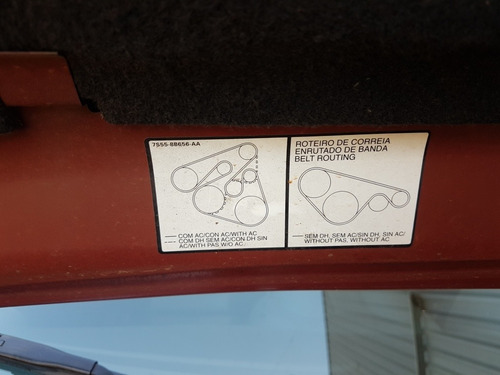 7S55-8B656-AA
COM AC/CON AC/WITH AC
COM DH SEM AC/CON DH SIN
AC/WITH PAS W/O AC
ROTEIRO DE CORREIA
ENRUTADO DE BANDA
BELT ROUTING
SEM DH, SEM AC/SIN DH, SIN AC/
WITHOUT PAS, WITHOUT AC